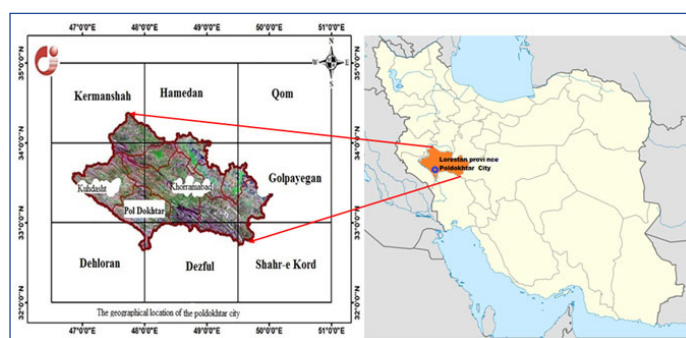 47°0'0"E 48°0'0"E 49°0'0"E 50°0'0"E 51°0'0"E
N
W E
S
35°0'0"N
34°0'0"N
33°0'0"N
32°0'0"N
35°0'0"N
34°0'0"N
33°0'0"N
32°0'0"N
Kermanshah Hamedan Qom
Kuhdasht Khorramabad Golpayegan
Pol Dokhtar
Dehloran Dezful Shahr-e Kord
The geographical location of the poldokhtar city
47°0'0"E 48°0'0"E 49°0'0"E 50°0'0"E 51°0'0"E
Lorestan provi nce
Poldokhtar City